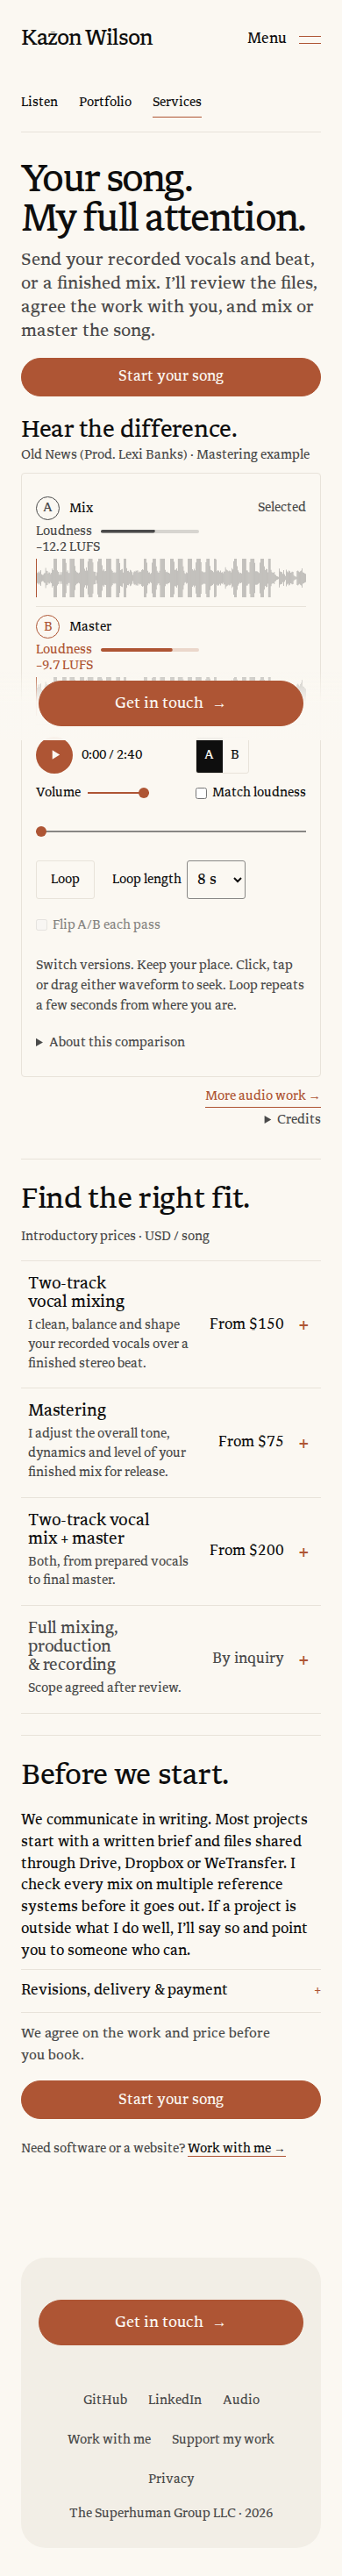 Kazon Wilson
Menu
Listen Portfolio Services
Your song.
My full attention.
Send your recorded vocals and beat,
or a finished mix. I’ll review the files,
agree the work with you, and mix or
master the song.
Start your song
Hear the difference.
Old News (Prod. Lexi Banks) · Mastering example
A Mix Selected
Loudness
−12.2 LUFS
B Master
Loudness
−9.7 LUFS
Get in touch →
0:00 / 2:40 A B
Volume Match loudness
Loop Loop length 8 s
Flip A/B each pass
Switch versions. Keep your place. Click, tap
or drag either waveform to seek. Loop repeats
a few seconds from where you are.
▶ About this comparison
More audio work →
▶ Credits
Find the right fit.
Introductory prices · USD / song
Two-track
vocal mixing
I clean, balance and shape
your recorded vocals over a
finished stereo beat.
From $150 +
Mastering
I adjust the overall tone,
dynamics and level of your
finished mix for release.
From $75 +
Two-track vocal
mix + master
Both, from prepared vocals
to final master.
From $200 +
Full mixing,
production
& recording
Scope agreed after review.
By inquiry +
Before we start.
We communicate in writing. Most projects
start with a written brief and files shared
through Drive, Dropbox or WeTransfer. I
check every mix on multiple reference
systems before it goes out. If a project is
outside what I do well, I’ll say so and point
you to someone who can.
Revisions, delivery & payment +
We agree on the work and price before
you book.
Start your song
Need software or a website? Work with me →
Get in touch →
GitHub LinkedIn Audio
Work with me Support my work
Privacy
The Superhuman Group LLC · 2026